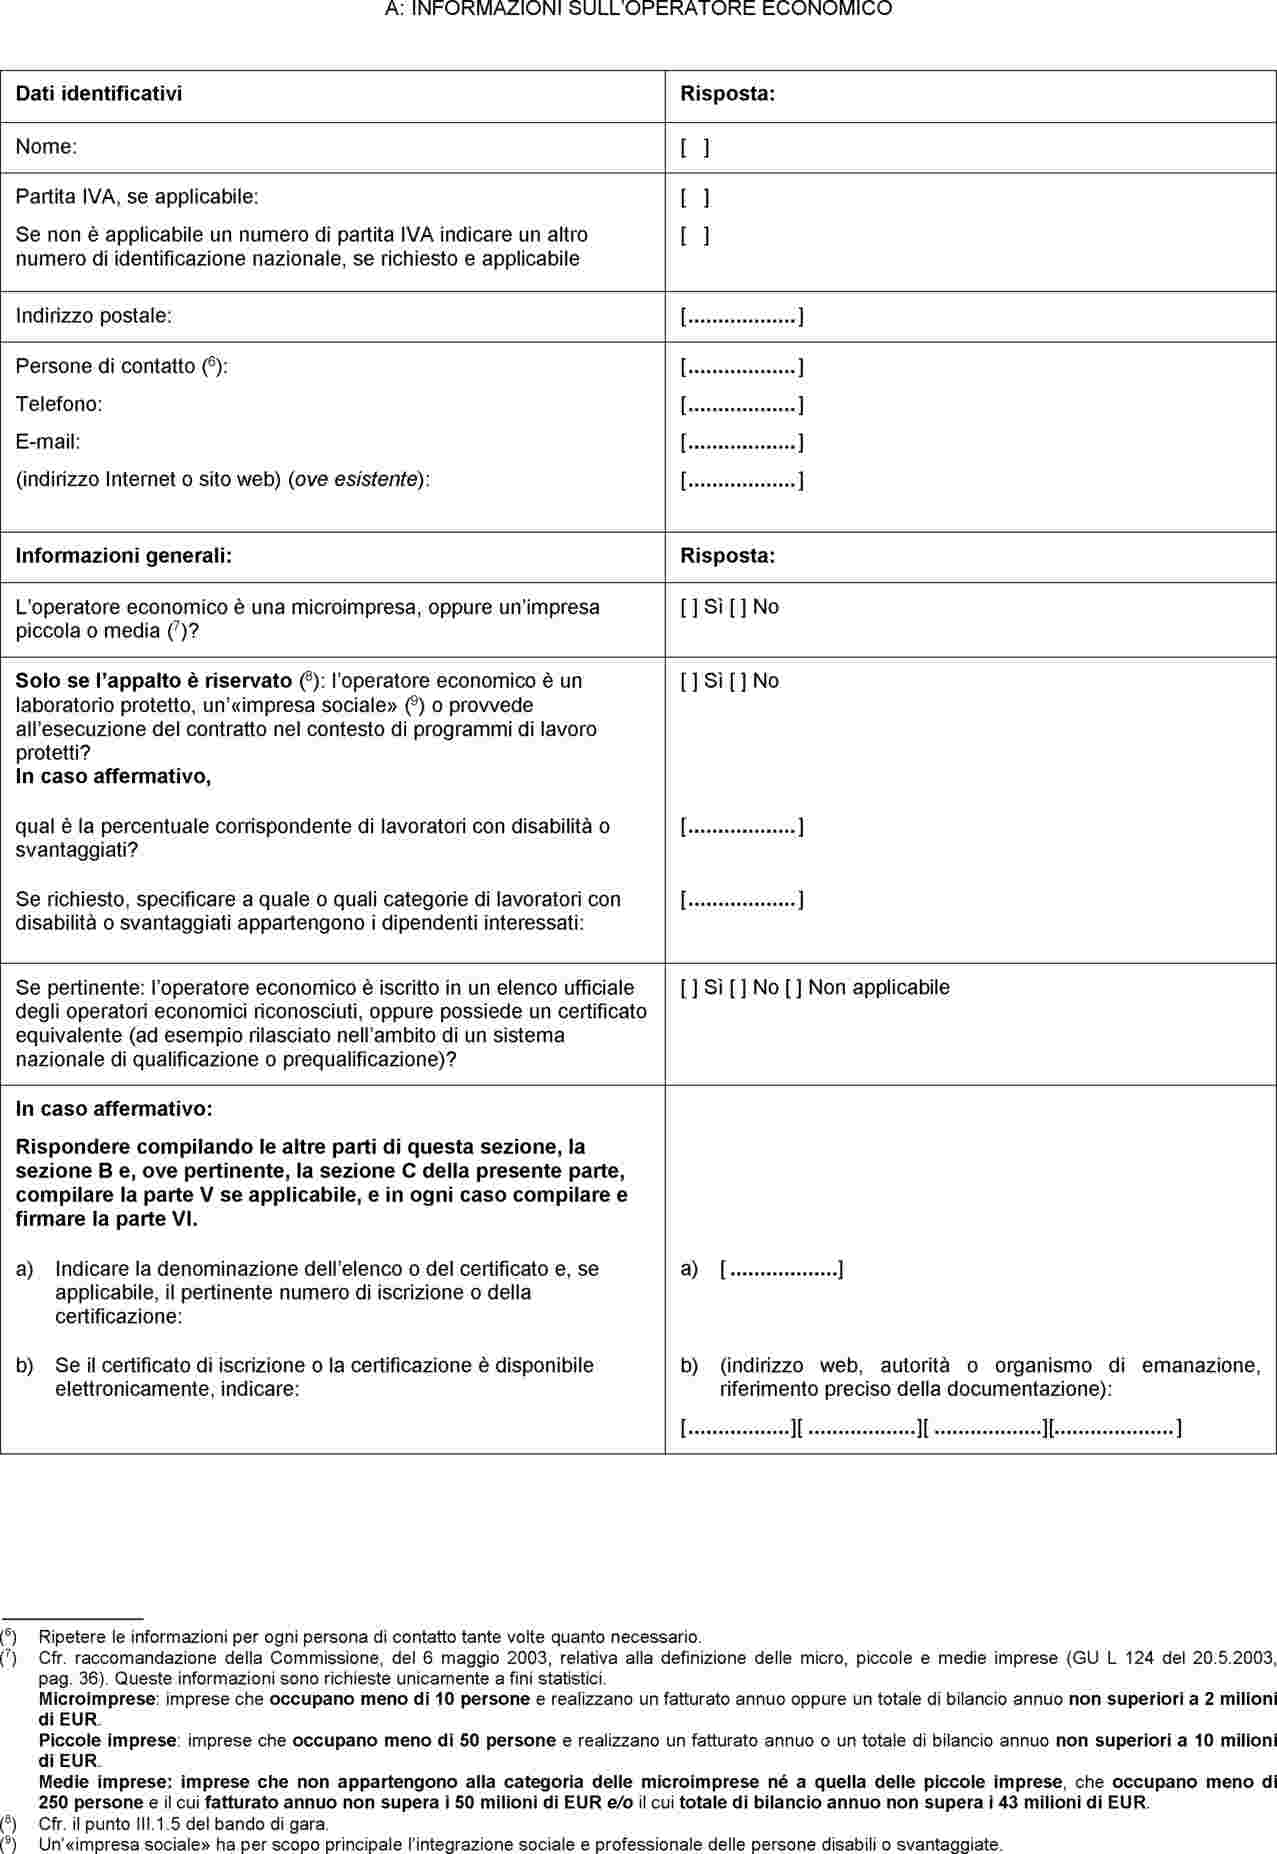 A: INFORMAZIONI SULL'OPERATORE ECONOMICO
Dati identificativi
Risposta:
Nome:
[   ]
Partita IVA, se applicabile:
[   ]
Se non è applicabile un numero di partita IVA indicare un altro
numero di identificazione nazionale, se richiesto e applicabile
[   ]
Indirizzo postale:
[..................]
Persone di contatto (⁶):
[..................]
Telefono:
[..................]
E-mail:
[..................]
(indirizzo Internet o sito web) (ove esistente):
[..................]
Informazioni generali:
Risposta:
L'operatore economico è una microimpresa, oppure un'impresa
piccola o media (⁷)?
[ ] Sì [ ] No
Solo se l'appalto è riservato (⁸): l'operatore economico è un
laboratorio protetto, un'«impresa sociale» (⁹) o provvede
all'esecuzione del contratto nel contesto di programmi di lavoro
protetti?
[ ] Sì [ ] No
In caso affermativo,
qual è la percentuale corrispondente di lavoratori con disabilità o
svantaggiati?
[..................]
Se richiesto, specificare a quale o quali categorie di lavoratori con
disabilità o svantaggiati appartengono i dipendenti interessati:
[..................]
Se pertinente: l'operatore economico è iscritto in un elenco ufficiale
degli operatori economici riconosciuti, oppure possiede un certificato
equivalente (ad esempio rilasciato nell'ambito di un sistema
nazionale di qualificazione o prequalificazione)?
[ ] Sì [ ] No [ ] Non applicabile
In caso affermativo:
Rispondere compilando le altre parti di questa sezione, la
sezione B e, ove pertinente, la sezione C della presente parte,
compilare la parte V se applicabile, e in ogni caso compilare e
firmare la parte VI.
a) Indicare la denominazione dell'elenco o del certificato e, se
applicabile, il pertinente numero di iscrizione o della
certificazione:
a) [ ..................]
b) Se il certificato di iscrizione o la certificazione è disponibile
elettronicamente, indicare:
b) (indirizzo web, autorità o organismo di emanazione,
riferimento preciso della documentazione):
[.................][ ..................][ ..................][....................]
(⁶) Ripetere le informazioni per ogni persona di contatto tante volte quanto necessario.
(⁷) Cfr. raccomandazione della Commissione, del 6 maggio 2003, relativa alla definizione delle micro, piccole e medie imprese (GU L 124 del 20.5.2003,
pag. 36). Queste informazioni sono richieste unicamente a fini statistici.
Microimprese: imprese che occupano meno di 10 persone e realizzano un fatturato annuo oppure un totale di bilancio annuo non superiori a 2 milioni
di EUR.
Piccole imprese: imprese che occupano meno di 50 persone e realizzano un fatturato annuo o un totale di bilancio annuo non superiori a 10 milioni
di EUR.
Medie imprese: imprese che non appartengono alla categoria delle microimprese né a quella delle piccole imprese, che occupano meno di
250 persone e il cui fatturato annuo non supera i 50 milioni di EUR e/o il cui totale di bilancio annuo non supera i 43 milioni di EUR.
(⁸) Cfr. il punto III.1.5 del bando di gara.
(⁹) Un'«impresa sociale» ha per scopo principale l'integrazione sociale e professionale delle persone disabili o svantaggiate.